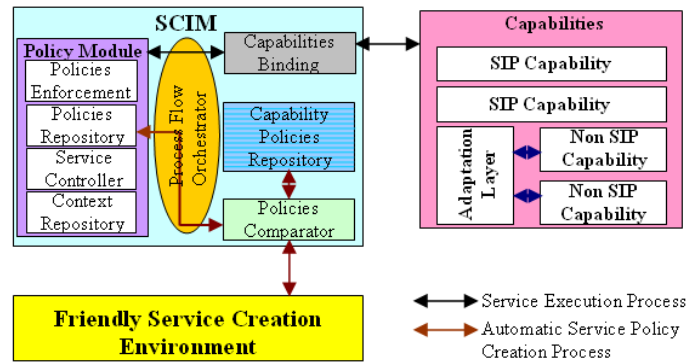 SCIM
Policy Module
Policies
Enforcement
Policies
Repository
Service
Controller
Context
Repository
Process Flow
Orchestrator
Capabilities
Binding
Capability
Policies
Repository
Policies
Comparator
Capabilities
SIP Capability
SIP Capability
Adaptation
Layer
Non SIP
Capability
Non SIP
Capability
Friendly Service Creation
Environment
Service Execution Process
Automatic Service Policy
Creation Process